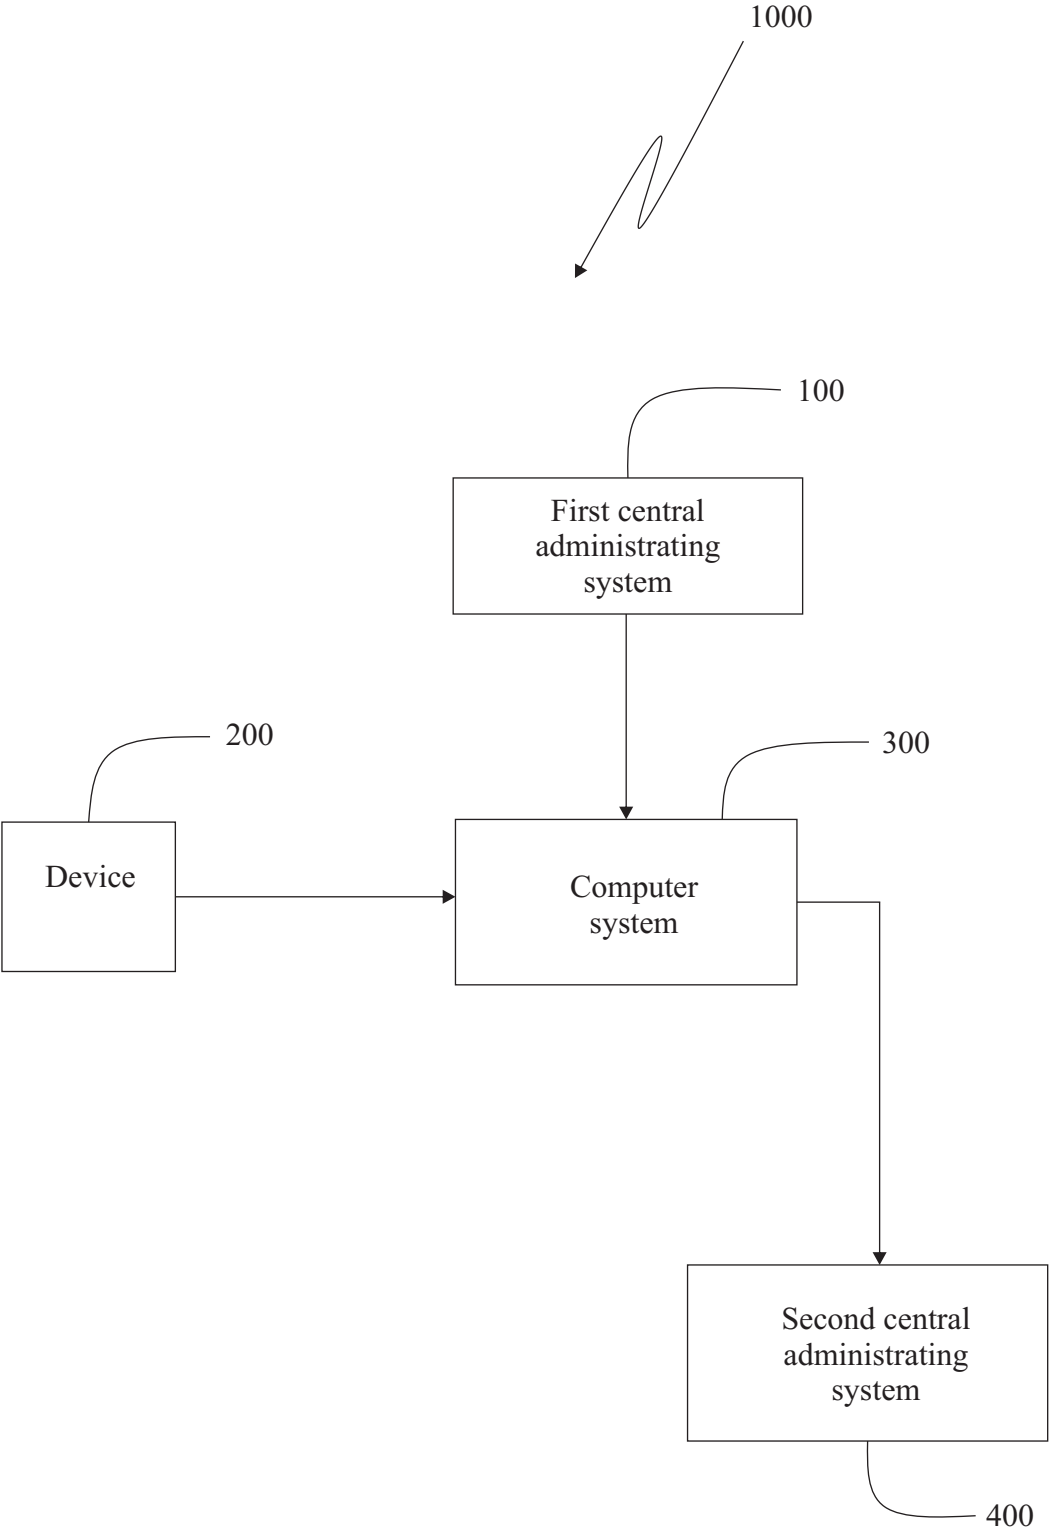 1000
100
First central
administrating
system
200
300
Device
Computer
system
Second central
administrating
system
400